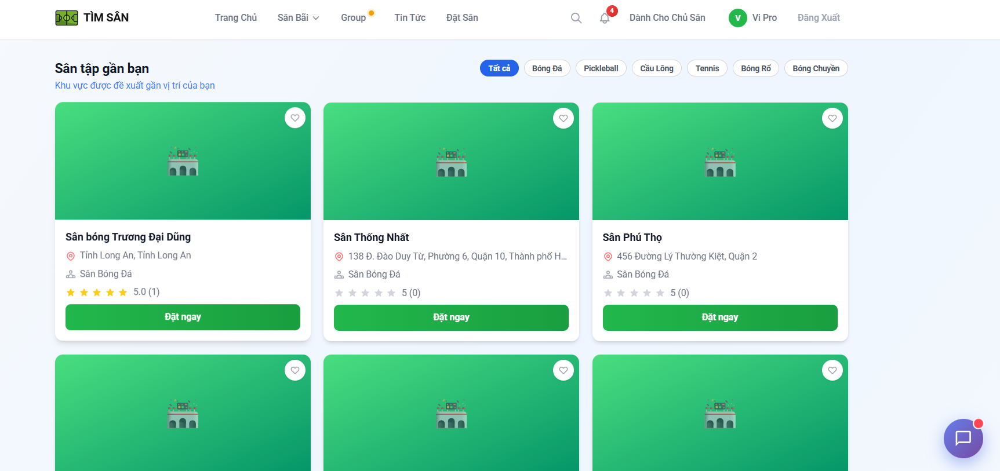 TÌM SÂN
Trang Chủ
Sân Bãi
Group
Tin Tức
Đặt Sân
4
Dành Cho Chủ Sân
V
Vi Pro
Đăng Xuất
Sân tập gần bạn
Khu vực được đề xuất gần vị trí của bạn
Tất cả
Bóng Đá
Pickleball
Cầu Lông
Tennis
Bóng Rổ
Bóng Chuyền
Sân bóng Trương Đại Dũng
Tỉnh Long An, Tỉnh Long An
Sân Bóng Đá
5.0 (1)
Đặt ngay
Sân Thống Nhất
138 Đ. Đào Duy Từ, Phường 6, Quận 10, Thành phố H...
Sân Bóng Đá
5 (0)
Đặt ngay
Sân Phú Thọ
456 Đường Lý Thường Kiệt, Quận 2
Sân Bóng Đá
5 (0)
Đặt ngay